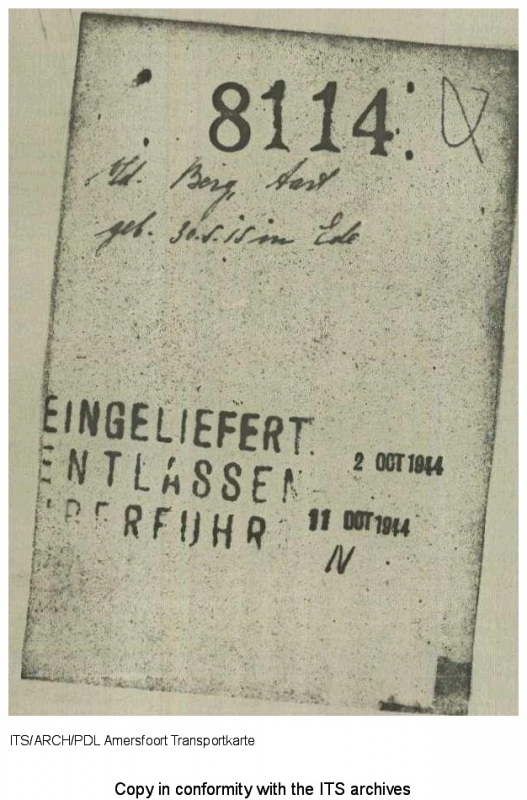 8114
v.d. Berg, Aart
geb. 30.5.15 in Ede
EINGELIEFERT. 2 OCT 1944
ENTLASSEN
ÜBERFÜHR 11 OCT 1944
N
ITS/ARCH/PDL Amersfoort Transportkarte
Copy in conformity with the ITS archives